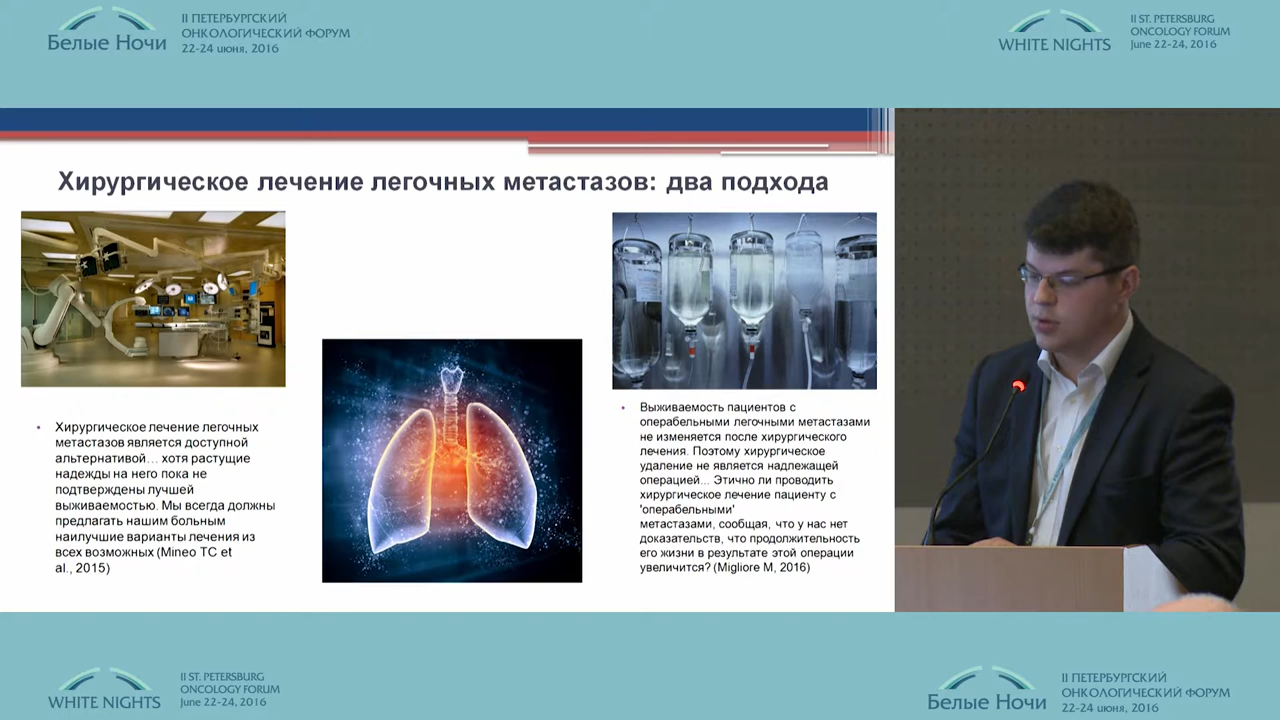 Белые Ночи
II ПЕТЕРБУРГСКИЙ
ОНКОЛОГИЧЕСКИЙ ФОРУМ
22-24 июня, 2016
WHITE NIGHTS
II ST. PETERSBURG
ONCOLOGY FORUM
June 22-24, 2016
Хирургическое лечение легочных метастазов: два подхода
• Хирургическое лечение легочных
метастазов является доступной
альтернативой... хотя растущие
надежды на него пока не
подтверждены лучшей
выживаемостью. Мы всегда должны
предлагать нашим больным
наилучшие варианты лечения из
всех возможных (Mineo TC et
al., 2015)
• Выживаемость пациентов с
операбельными легочными метастазами
не изменяется после хирургического
лечения. Поэтому хирургическое
удаление не является надлежащей
операцией... Этично ли проводить
хирургическое лечение пациенту с
'операбельными'
метастазами, сообщая, что у нас нет
доказательств, что продолжительность
его жизни в результате этой операции
увеличится? (Migliore M, 2016)
WHITE NIGHTS
II ST. PETERSBURG
ONCOLOGY FORUM
June 22-24, 2016
Белые Ночи
II ПЕТЕРБУРГСКИЙ
ОНКОЛОГИЧЕСКИЙ ФОРУМ
22-24 июня, 2016